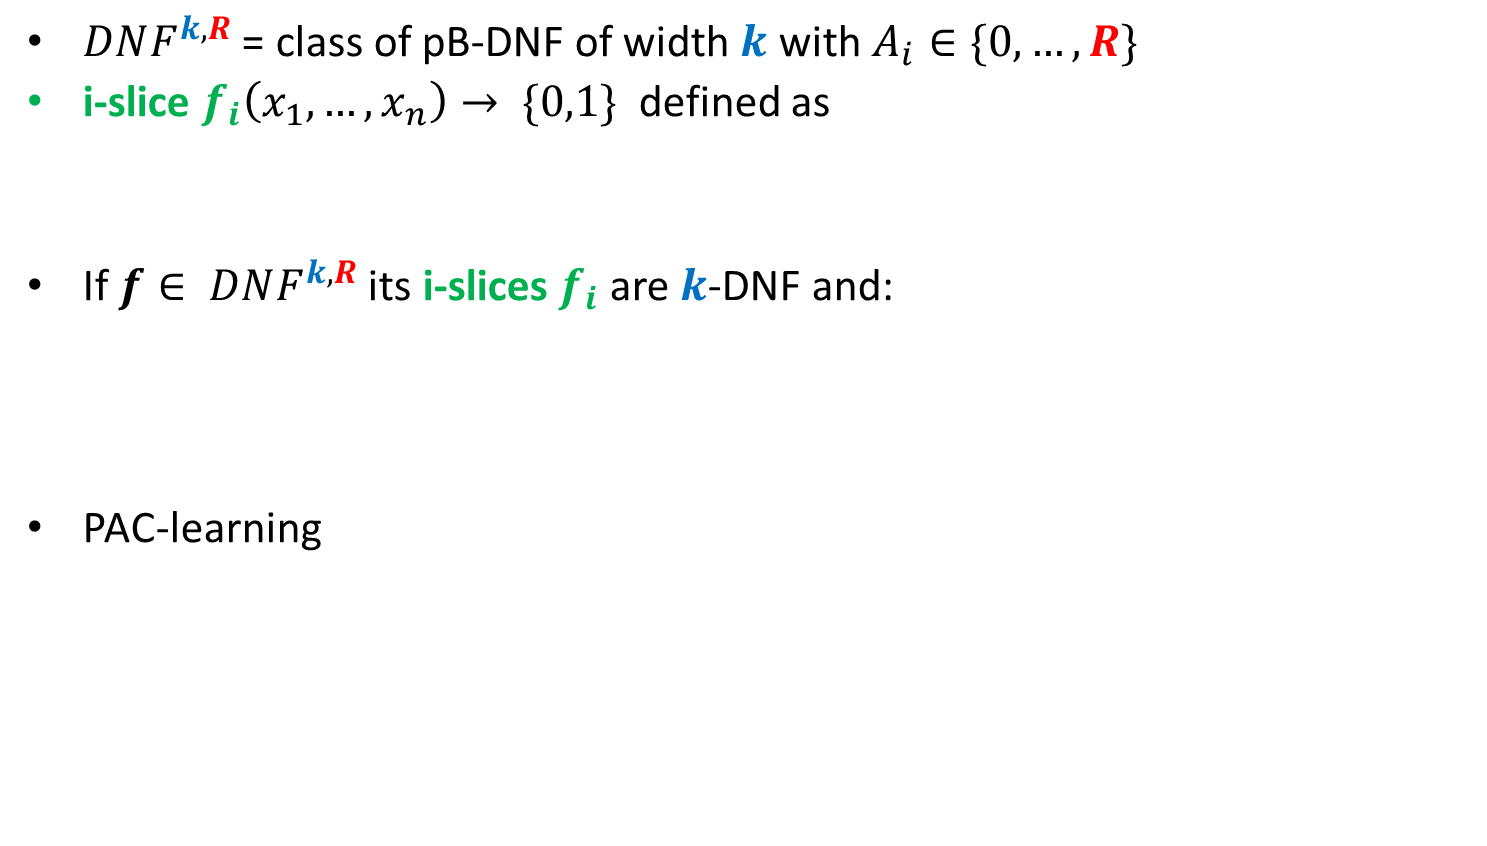 • DNF^{k,R} = class of pB-DNF of width k with A_i ∈ {0, … , R}
• i-slice f_i(x_1, … , x_n) → {0,1} defined as
• If f ∈ DNF^{k,R} its i-slices f_i are k-DNF and:
• PAC-learning